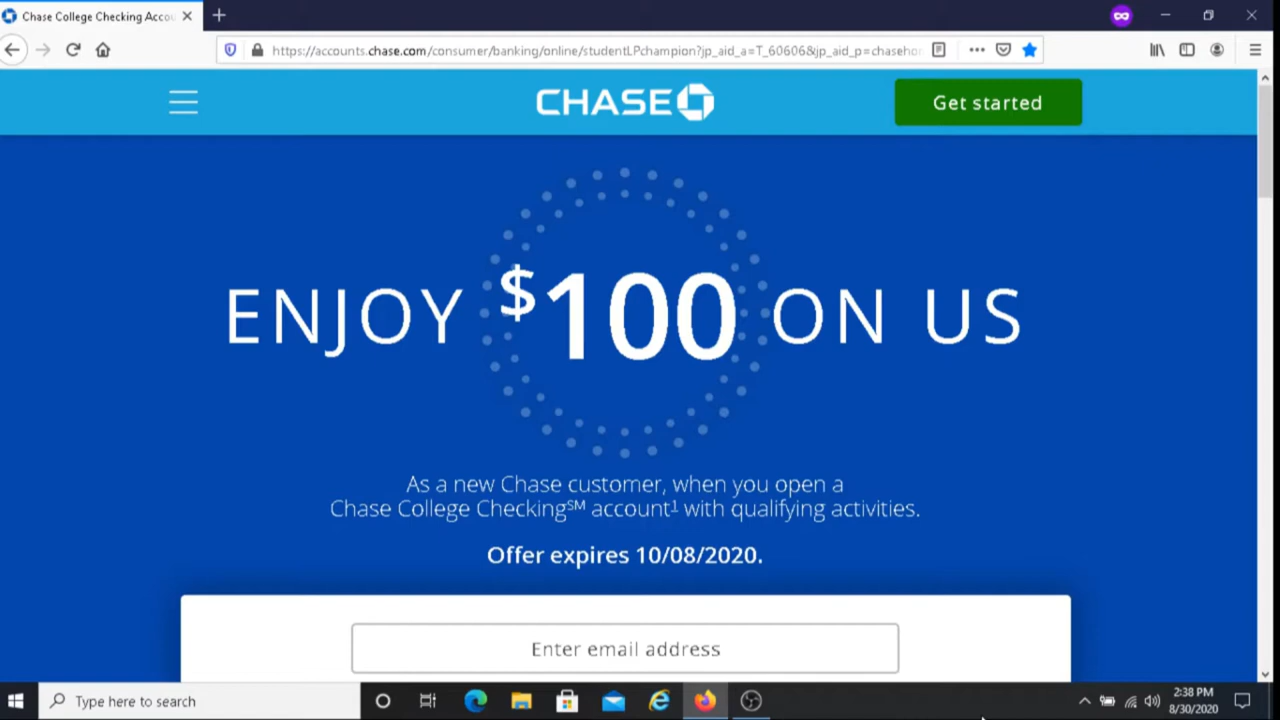 Chase College Checking Accou
https://accounts.chase.com/consumer/banking/online/studentLPchampion?jp_aid_a=T_60606&jp_aid_p=chasehor
CHASE
Get started
ENJOY $100 ON US
As a new Chase customer, when you open a
Chase College Checking℠ account¹ with qualifying activities.
Offer expires 10/08/2020.
Enter email address
Type here to search
2:38 PM
8/30/2020